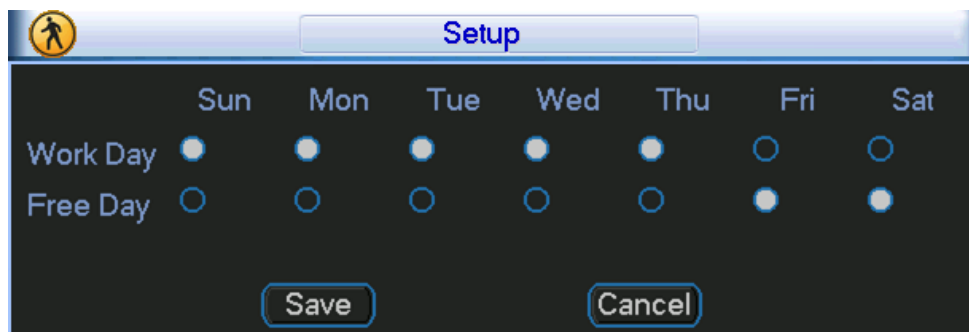 Setup
Sun Mon Tue Wed Thu Fri Sat
Work Day
Free Day
Save Cancel